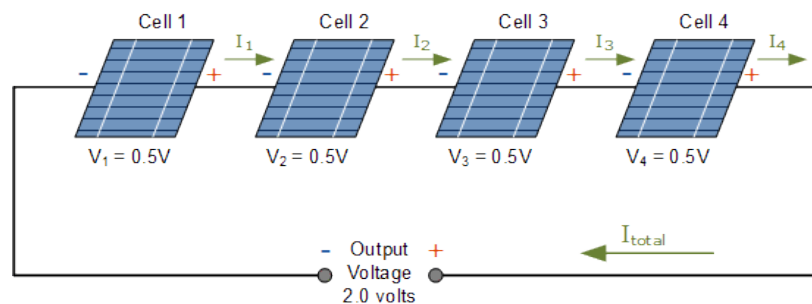 Cell 1 Cell 2 Cell 3 Cell 4
I1 I2 I3 I4
- + - + - + - +
V1 = 0.5V V2 = 0.5V V3 = 0.5V V4 = 0.5V
Itotal
- Output +
Voltage
2.0 volts